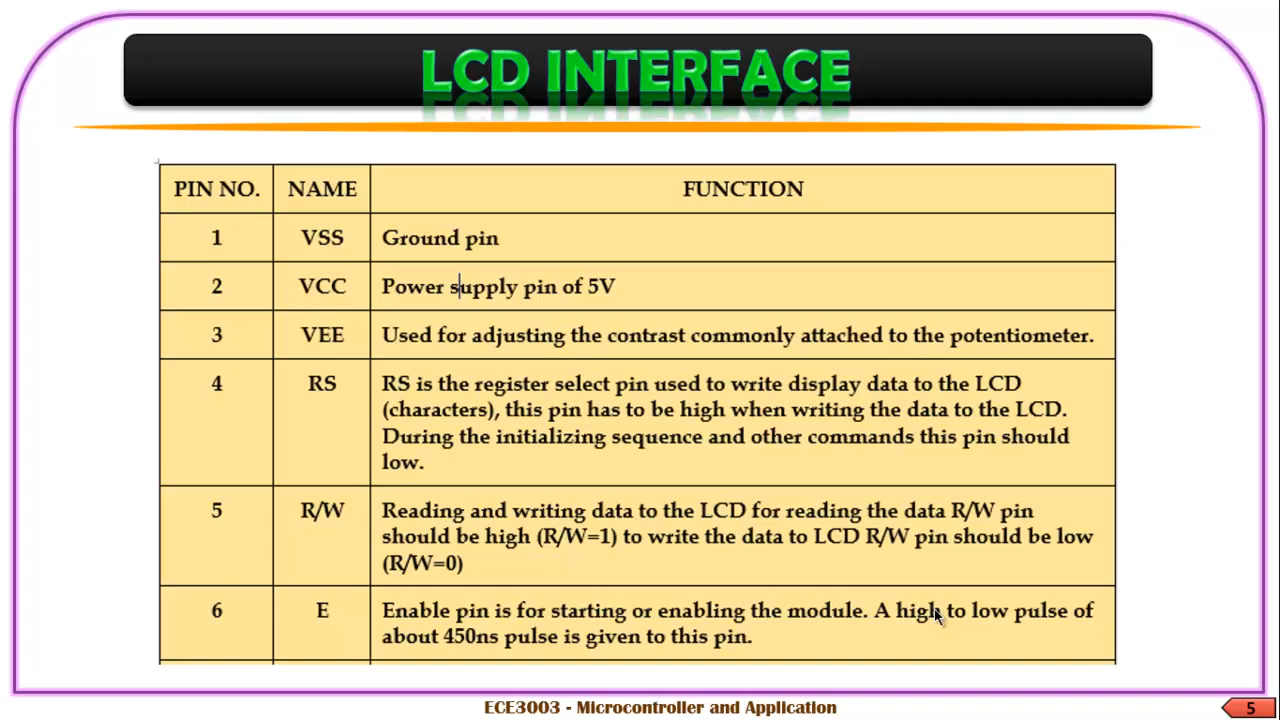 LCD INTERFACE
PIN NO. NAME FUNCTION
1 VSS Ground pin
2 VCC Power supply pin of 5V
3 VEE Used for adjusting the contrast commonly attached to the potentiometer.
4 RS RS is the register select pin used to write display data to the LCD
(characters), this pin has to be high when writing the data to the LCD.
During the initializing sequence and other commands this pin should
low.
5 R/W Reading and writing data to the LCD for reading the data R/W pin
should be high (R/W=1) to write the data to LCD R/W pin should be low
(R/W=0)
6 E Enable pin is for starting or enabling the module. A high to low pulse of
about 450ns pulse is given to this pin.
ECE3003 - Microcontroller and Application
5